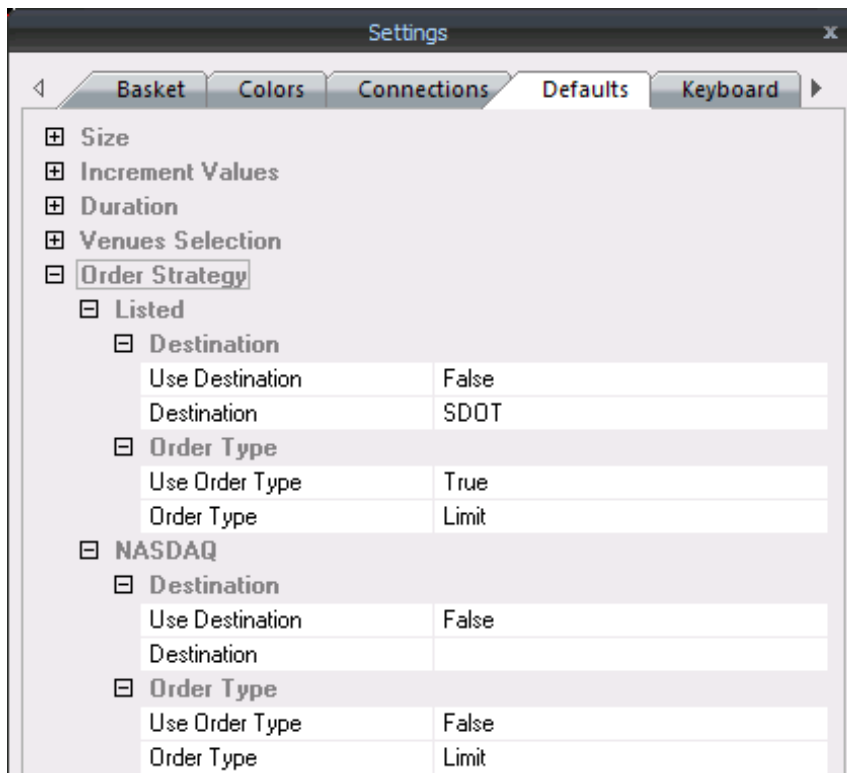 Settings x
Basket Colors Connections Defaults Keyboard
Size
Increment Values
Duration
Venues Selection
Order Strategy
Listed
Destination
Use Destination False
Destination SDOT
Order Type
Use Order Type True
Order Type Limit
NASDAQ
Destination
Use Destination False
Destination
Order Type
Use Order Type False
Order Type Limit